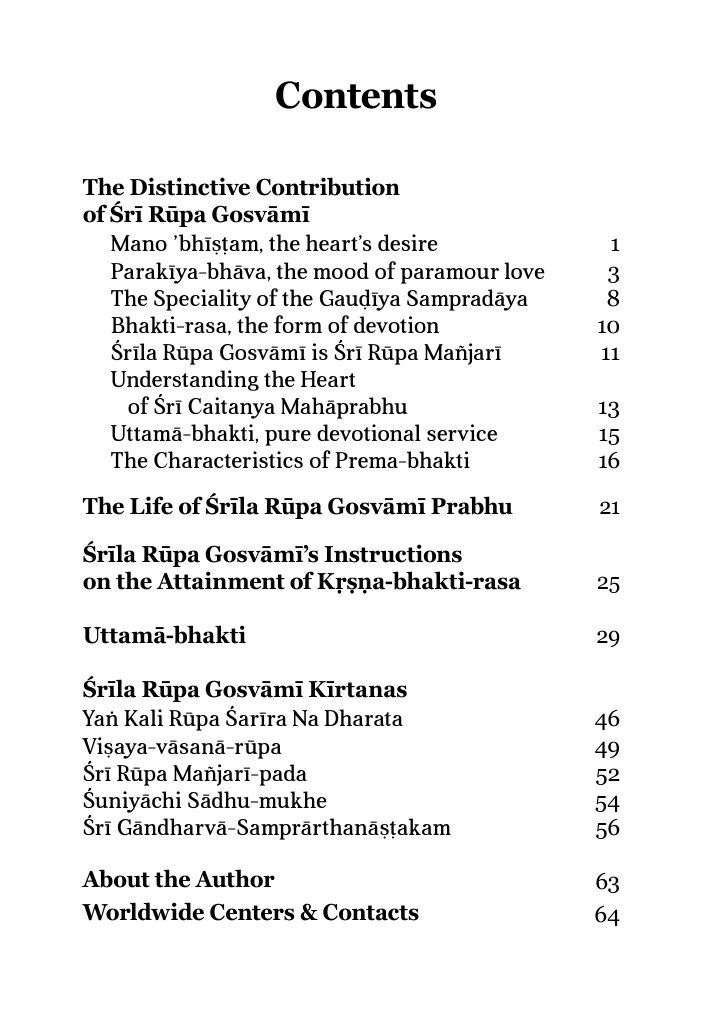 Contents
The Distinctive Contribution
of Śrī Rūpa Gosvāmī
Mano ’bhīṣṭam, the heart’s desire 1
Parakīya-bhāva, the mood of paramour love 3
The Speciality of the Gauḍīya Sampradāya 8
Bhakti-rasa, the form of devotion 10
Śrīla Rūpa Gosvāmī is Śrī Rūpa Mañjarī 11
Understanding the Heart
of Śrī Caitanya Mahāprabhu 13
Uttamā-bhakti, pure devotional service 15
The Characteristics of Prema-bhakti 16
The Life of Śrīla Rūpa Gosvāmī Prabhu 21
Śrīla Rūpa Gosvāmī’s Instructions
on the Attainment of Kṛṣṇa-bhakti-rasa 25
Uttamā-bhakti 29
Śrīla Rūpa Gosvāmī Kīrtanas
Yaṅ Kali Rūpa Śarīra Na Dharata 46
Viṣaya-vāsanā-rūpa 49
Śrī Rūpa Mañjarī-pada 52
Śuniyāchi Sādhu-mukhe 54
Śrī Gāndharvā-Samprārthanāṣṭakam 56
About the Author 63
Worldwide Centers & Contacts 64